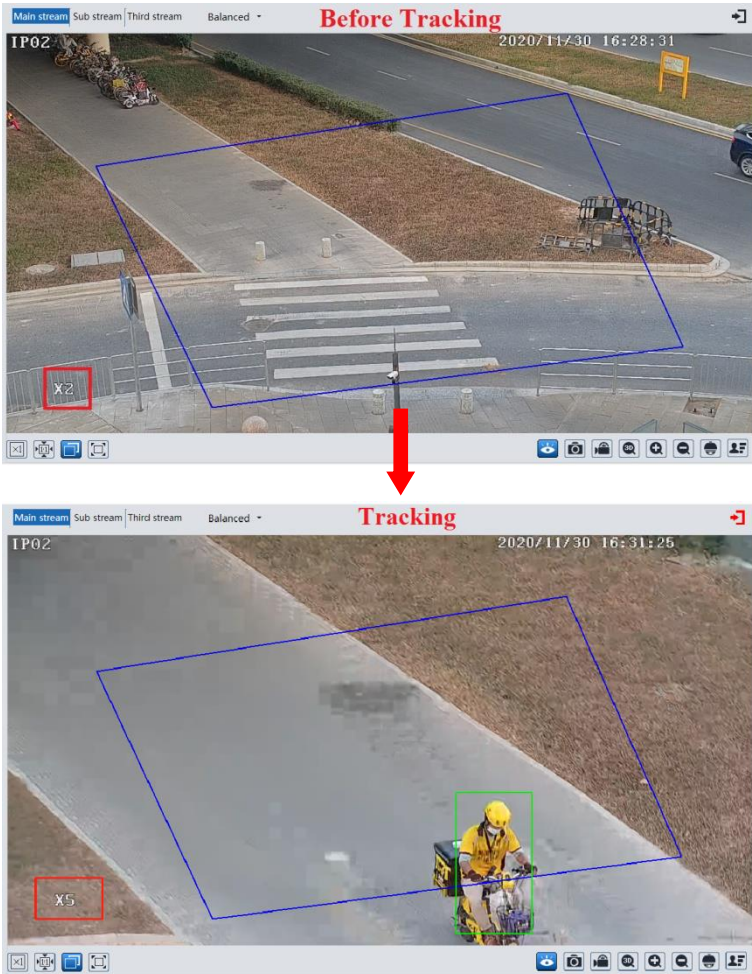 Main stream Sub stream Third stream Balanced Before Tracking
IP02 2020/11/30 16:28:31
X2
Main stream Sub stream Third stream Balanced Tracking
IP02 2020/11/30 16:31:25
X5